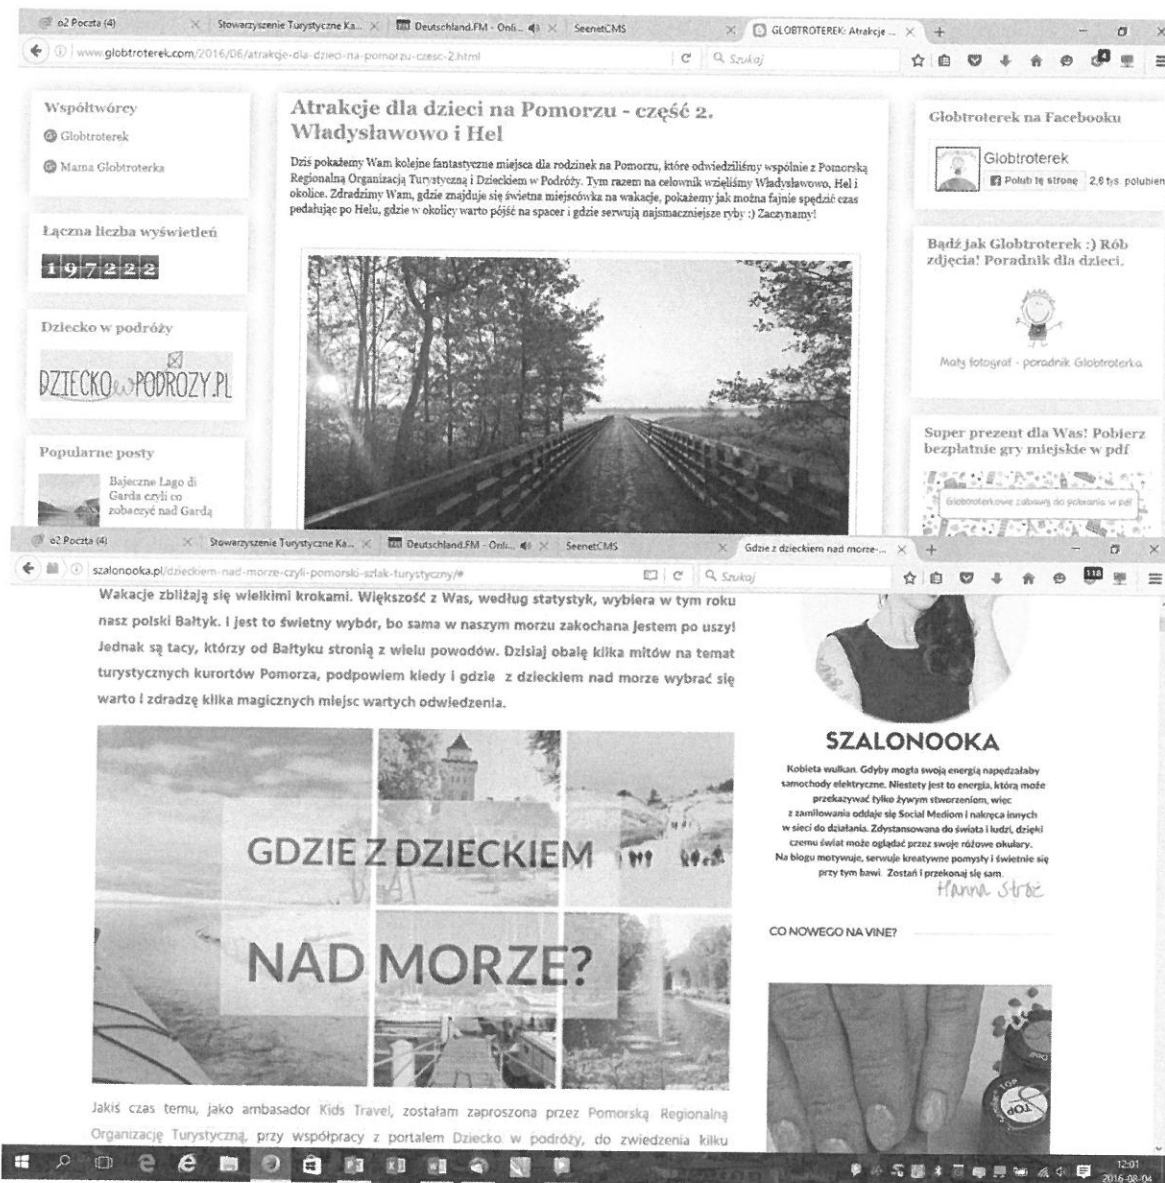 o2 Poczta (4)
Stowarzyszenie Turystyczne Ka...
Deutschland.FM - Onli...
SeenetCMS
GLOBTROTEREK: Atrakcje ...
www.globtroterek.com/2016/06/atrakcje-dla-dzieci-na-pomorzu-czesc-2.html
Szukaj
4
Współtwórcy
Globtroterek
Mama Globtroterka
Łączna liczba wyświetleń
197222
Dziecko w podróży
DZIECKO w PODRÓŻY.PL
Popularne posty
Bajeczne Lago di
Garda czyli co
zobaczyć nad Gardą
Atrakcje dla dzieci na Pomorzu - część 2.
Władysławowo i Hel
Dziś pokażemy Wam kolejne fantastyczne miejsca dla rodzinek na Pomorzu, które odwiedziliśmy wspólnie z Pomorską
Regionalną Organizacją Turystyczną i Dzieckiem w Podróży. Tym razem na celownik wzięliśmy Władysławowo, Hel i
okolice. Zdradzimy Wam, gdzie znajduje się świetna miejscówka na wakacje, pokażemy jak można fajnie spędzić czas
pedałując po Helu, gdzie w okolicy warto pójść na spacer i gdzie serwują najsmaczniejsze ryby :) Zaczynamy!
Globtroterek na Facebooku
Globtroterek
Polub tę stronę
2,6 tys. polubień
Bądź jak Globtroterek :) Rób
zdjęcia! Poradnik dla dzieci.
Mały fotograf - poradnik Globtroterka
Super prezent dla Was! Pobierz
bezpłatnie gry miejskie w pdf
Globtroterkowe zabawy do pobrania w pdf
o2 Poczta (4)
Stowarzyszenie Turystyczne Ka...
Deutschland.FM - Onli...
SeenetCMS
Gdzie z dzieckiem nad morze-...
szalonooka.pl/dzieckiem-nad-morze-czyli-pomorski-szlak-turystyczny/#
Szukaj
118
Wakacje zbliżają się wielkimi krokami. Większość z Was, według statystyk, wybiera w tym roku
nasz polski Bałtyk. I jest to świetny wybór, bo sama w naszym morzu zakochana jestem po uszy!
Jednak są tacy, którzy od Bałtyku stronią z wielu powodów. Dzisiaj obalę kilka mitów na temat
turystycznych kurortów Pomorza, podpowiem kiedy i gdzie z dzieckiem nad morze wybrać się
warto i zdradzę kilka magicznych miejsc wartych odwiedzenia.
GDZIE Z DZIECKIEM
NAD MORZE?
Jakiś czas temu, jako ambasador Kids Travel, zostałam zaproszona przez Pomorską Regionalną
Organizację Turystyczną, przy współpracy z portalem Dziecko w podróży, do zwiedzenia kilku
SZALONOOKA
Kobieta wulkan. Gdyby mogła swoją energią napędzałaby
samochody elektryczne. Niestety jest to energia, którą może
przekazywać tylko żywym stworzeniom, więc
z zamiłowania oddaje się Social Mediom i nakręca innych
w sieci do działania. Zdystansowana do świata i ludzi, dzięki
czemu świat może oglądać przez swoje różowe okulary.
Na blogu motywuje, serwuje kreatywne pomysły i świetnie się
przy tym bawi. Zostań i przekonaj się sam.
Hanna Stróż
CO NOWEGO NA VINE?
TOP
TOP
12:01
2016-08-04